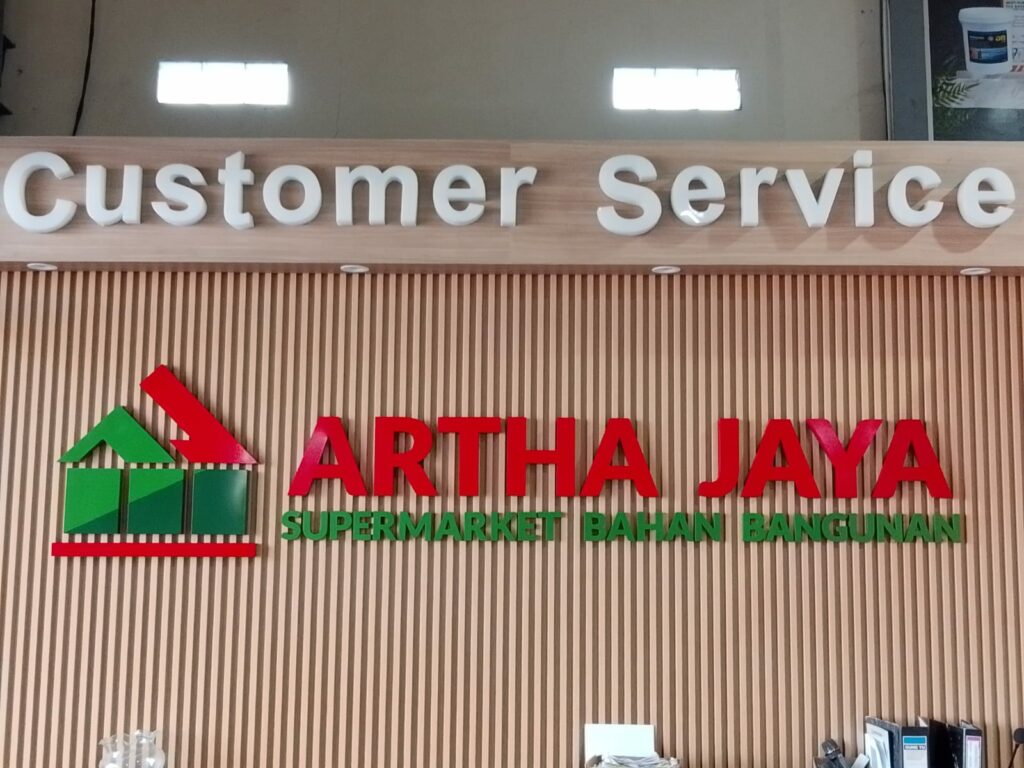 Customer Service
ARTHA JAYA
SUPERMARKET BAHAN BANGUNAN